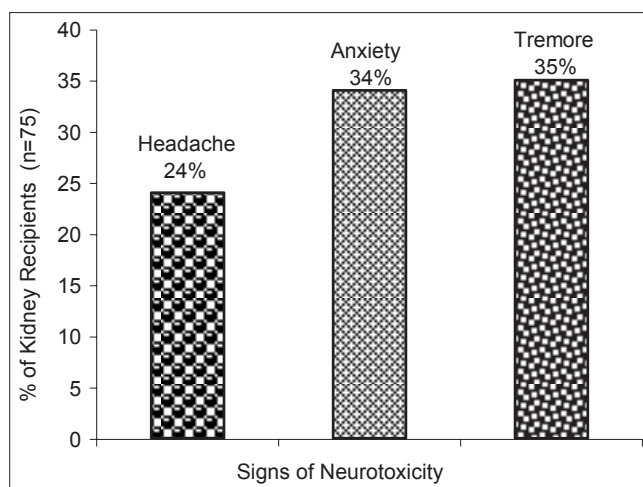 % of Kidney Recipients (n=75)
40
35
30
25
20
15
10
5
0
Headache
24%
Anxiety
34%
Tremore
35%
Signs of Neurotoxicity